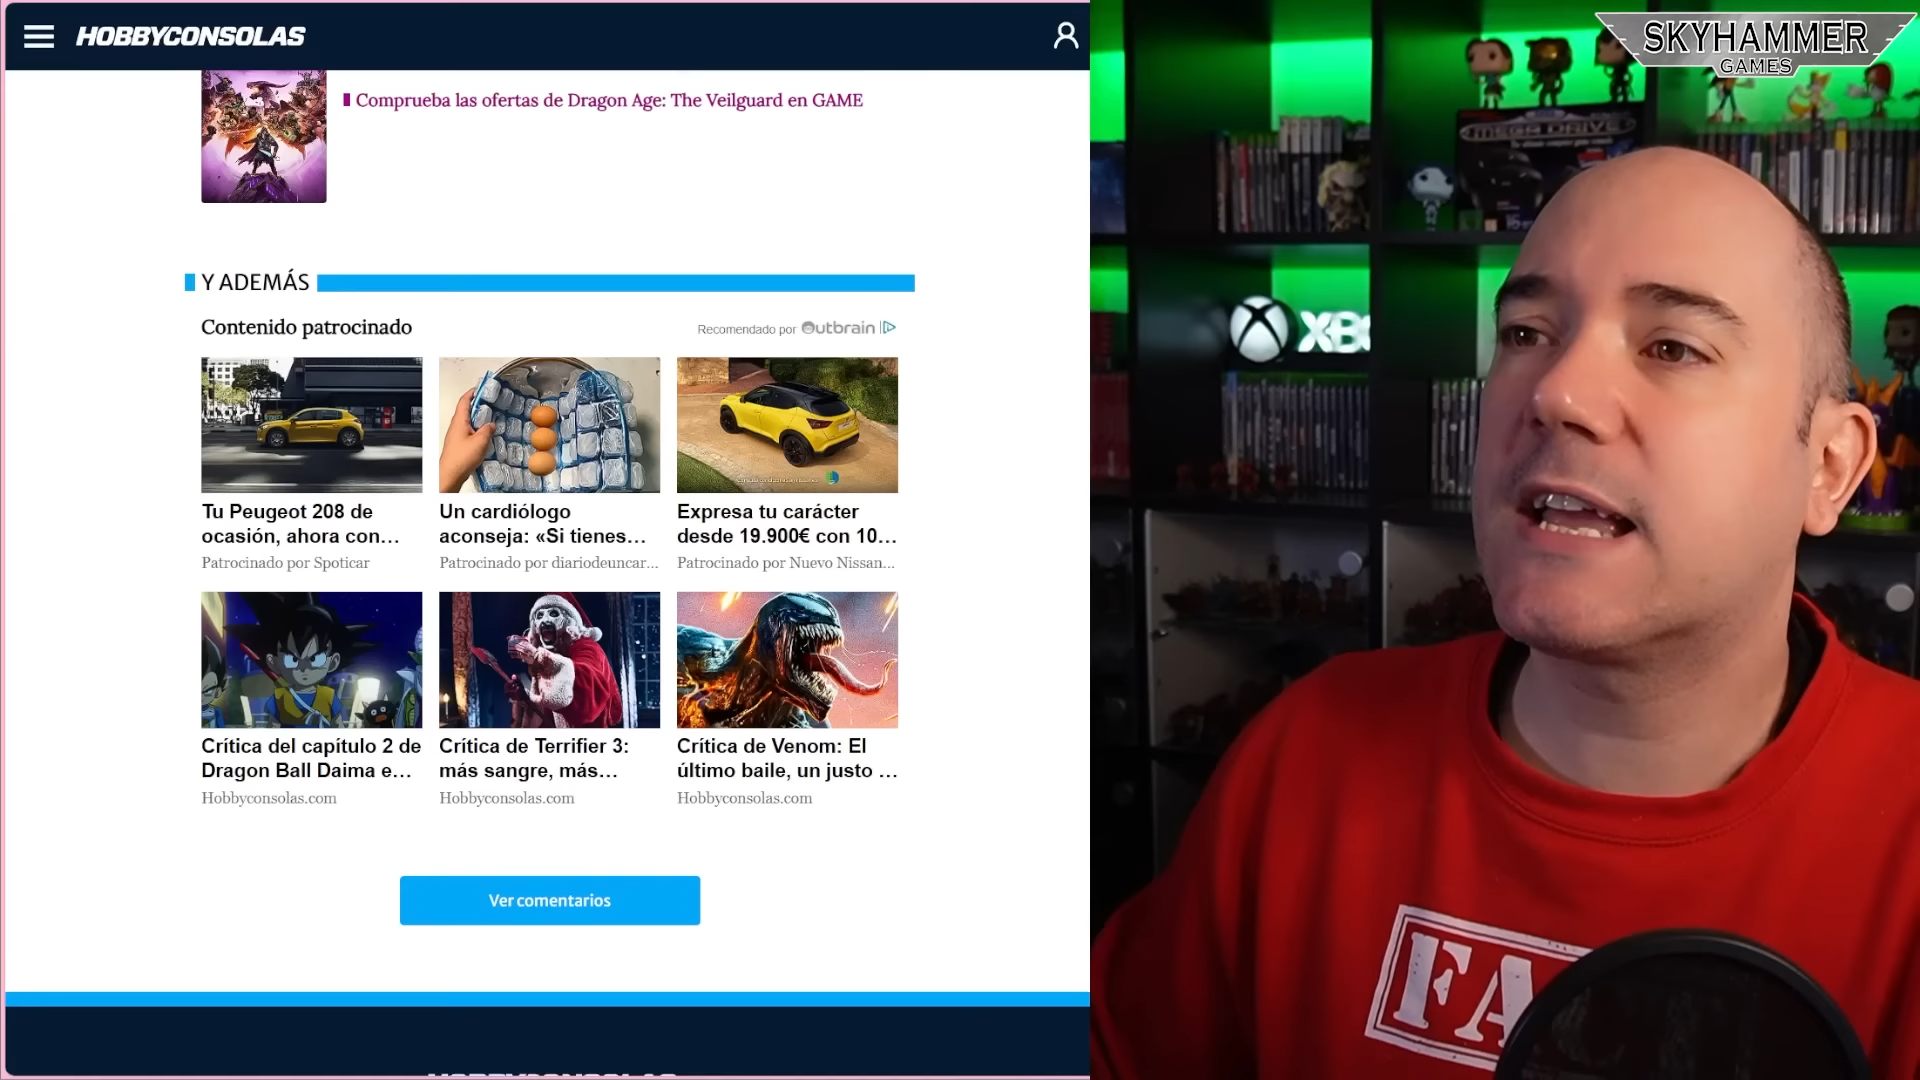 HOBBYCONSOLAS
Comprueba las ofertas de Dragon Age: The Veilguard en GAME
Y ADEMÁS
Contenido patrocinado
Recomendado por Outbrain
Tu Peugeot 208 de
ocasión, ahora con...
Patrocinado por Spoticar
Un cardiólogo
aconseja: «Si tienes...
Patrocinado por diariodeuncar...
Expresa tu carácter
desde 19.900€ con 10...
Patrocinado por Nuevo Nissan...
Crítica del capítulo 2 de
Dragon Ball Daima e...
Hobbyconsolas.com
Crítica de Terrifier 3:
más sangre, más...
Hobbyconsolas.com
Crítica de Venom: El
último baile, un justo ...
Hobbyconsolas.com
Ver comentarios
SKYHAMMER
GAMES
MEGA DRIVE
XBO
FA